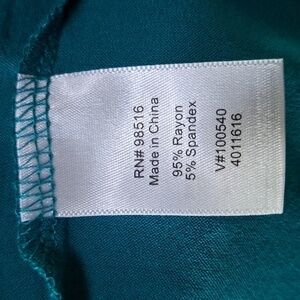 RN# 98516
Made in China
95% Rayon
5% Spandex
V#100540
4011616